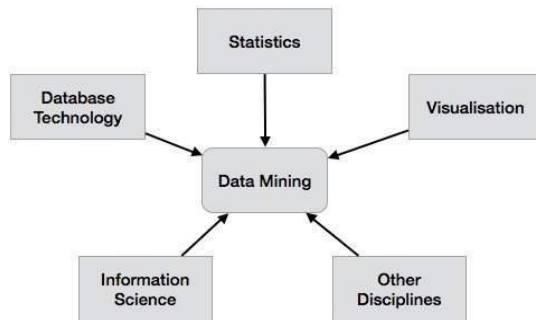 Statistics
Database
Technology
Visualisation
Data Mining
Information
Science
Other
Disciplines